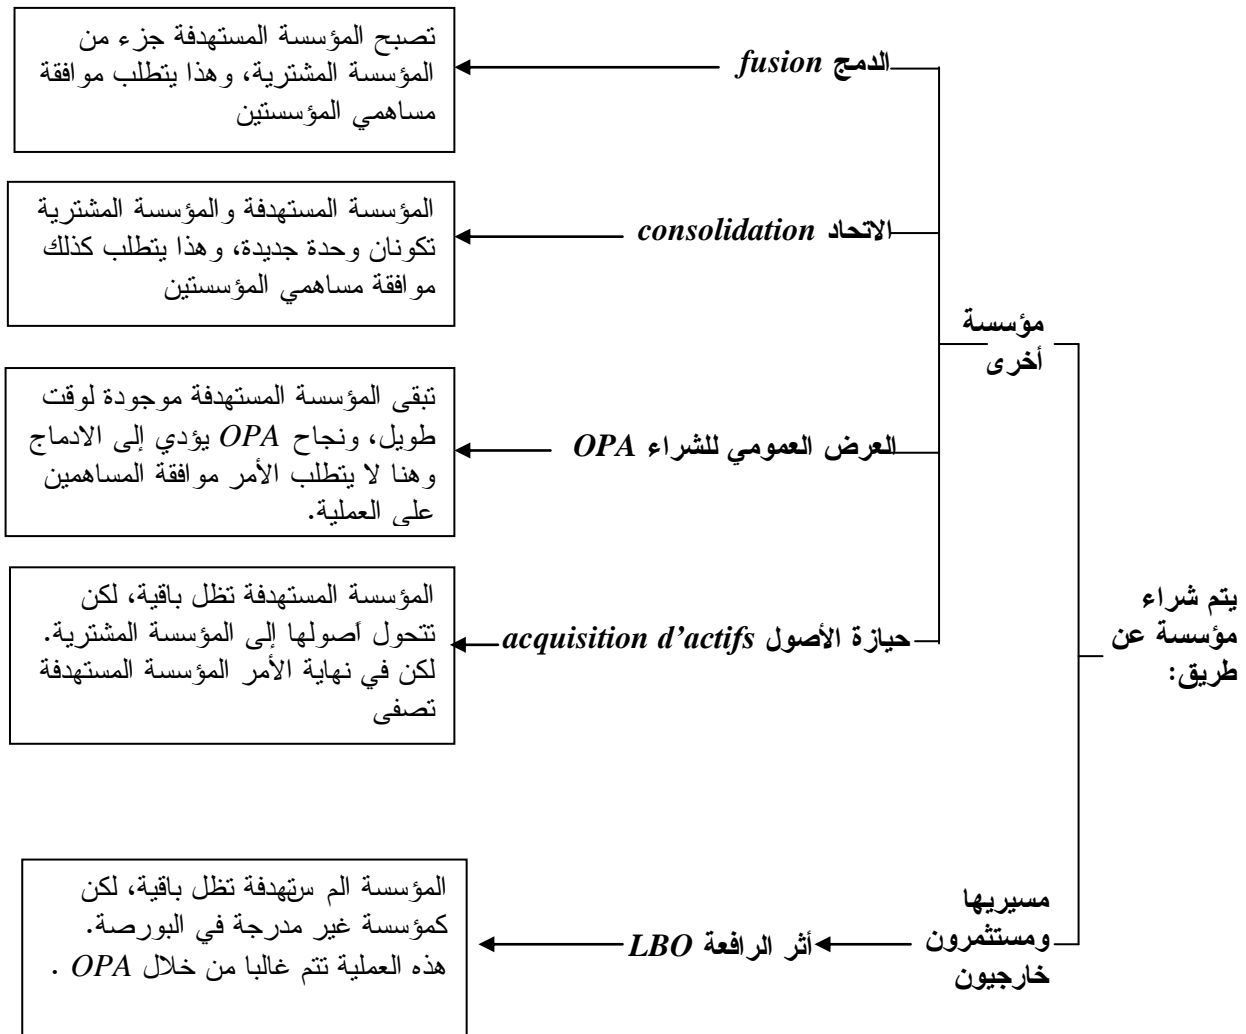 يتم شراء
مؤسسة عن
طريق:
مؤسسة
أخرى
الدمج fusion
تصبح المؤسسة المستهدفة جزء من
المؤسسة المشترية، وهذا يتطلب موافقة
مساهمي المؤسستين
الاتحاد consolidation
المؤسسة المستهدفة والمؤسسة المشترية
تكونان وحدة جديدة، وهذا يتطلب كذلك
موافقة مساهمي المؤسستين
العرض العمومي للشراء OPA
تبقى المؤسسة المستهدفة موجودة لوقت
طويل، ونجاح OPA يؤدي إلى الادماج
وهنا لا يتطلب الأمر موافقة المساهمين
على العملية.
حيازة الأصول acquisition d'actifs
المؤسسة المستهدفة تظل باقية، لكن
تتحول أصولها إلى المؤسسة المشترية.
لكن في نهاية الأمر المؤسسة المستهدفة
تصفى
مسيريها
ومستثمرون
خارجيون
أثر الرافعة LBO
المؤسسة الم ستهدفة تظل باقية، لكن
كمؤسسة غير مدرجة في البورصة.
هذه العملية تتم غالبا من خلال OPA .